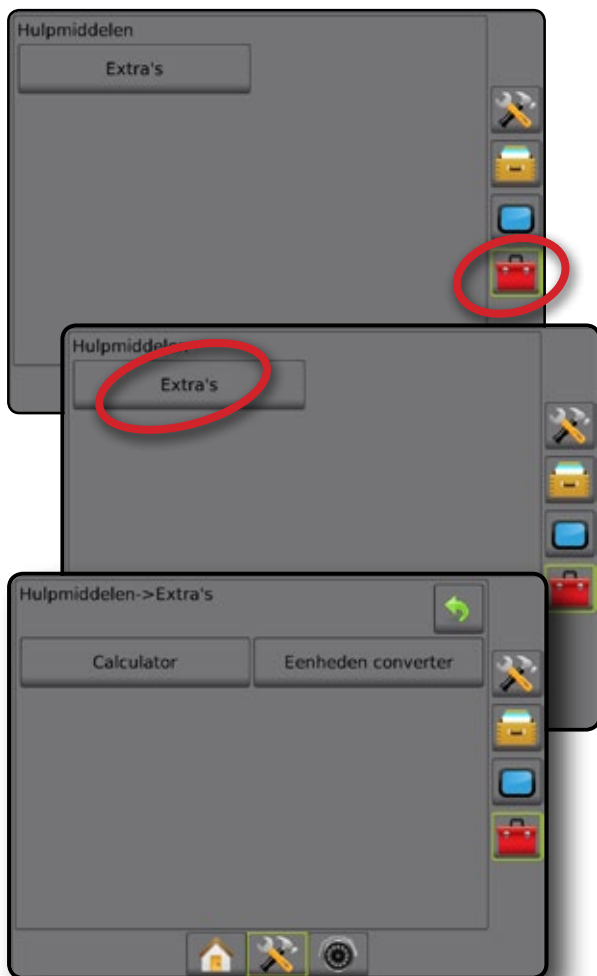 Hulpmiddelen
Extra's
Hulpmiddelen
Extra's
Hulpmiddelen->Extra's
Calculator
Eenheden converter